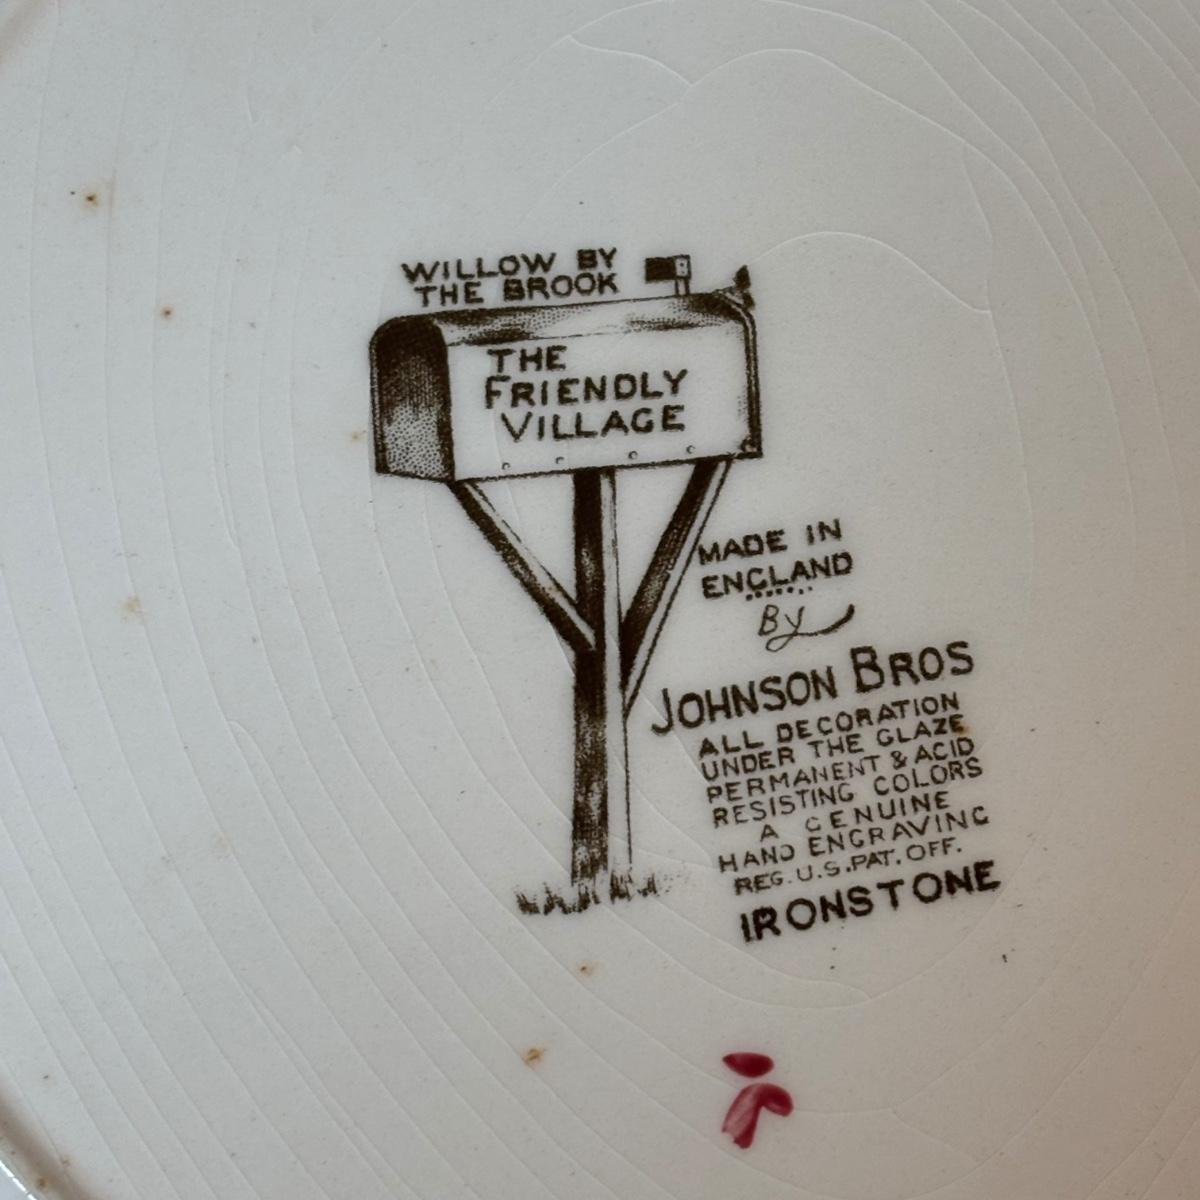 WILLOW BY
THE BROOK
THE
FRIENDLY
VILLAGE
MADE IN
ENGLAND
By
JOHNSON BROS
ALL DECORATION
UNDER THE GLAZE
PERMANENT & ACID
RESISTING COLORS
A GENUINE
HAND ENGRAVING
REG. U.S. PAT. OFF.
IRONSTONE